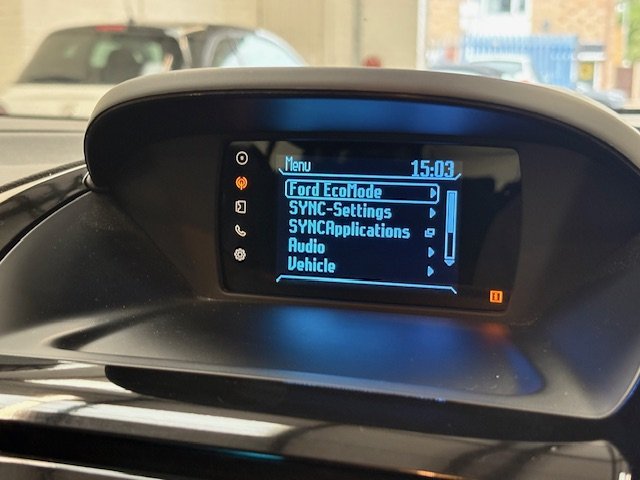 Menu 15:03
Ford EcoMode
SYNC-Settings
SYNCApplications
Audio
Vehicle